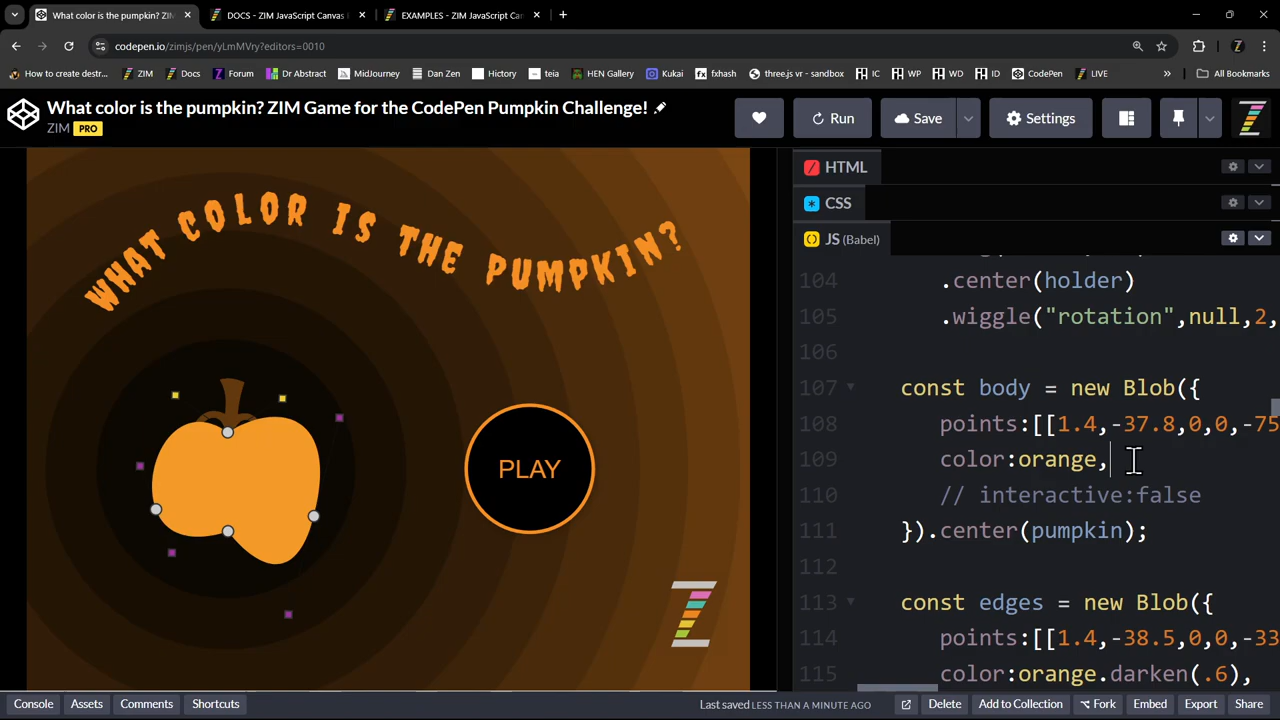 What color is the pumpkin? ZIM
DOCS - ZIM JavaScript Canvas
EXAMPLES - ZIM JavaScript Can
codepen.io/zimjs/pen/yLmMVry?editors=0010
How to create destr... ZIM Docs Forum Dr Abstract MidJourney Dan Zen Hictory teia HEN Gallery Kukai fxhash three.js vr - sandbox IC WP WD ID CodePen LIVE » All Bookmarks
What color is the pumpkin? ZIM Game for the CodePen Pumpkin Challenge!
ZIM PRO
Run Save Settings
WHAT COLOR IS THE PUMPKIN?
PLAY
HTML
CSS
JS (Babel)
104 .center(holder)
105 .wiggle("rotation",null,2,
106
107 const body = new Blob({
108 points:[[1.4,-37.8,0,0,-75
109 color:orange,
110 // interactive:false
111 }).center(pumpkin);
112
113 const edges = new Blob({
114 points:[[1.4,-38.5,0,0,-33
115 color:orange.darken(.6),
Console Assets Comments Shortcuts Last saved LESS THAN A MINUTE AGO Delete Add to Collection Fork Embed Export Share